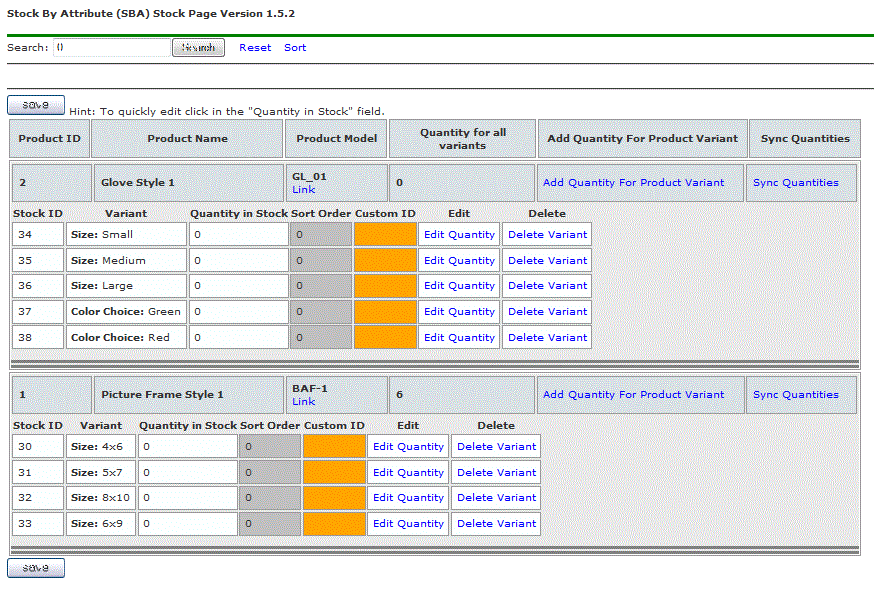 Stock By Attribute (SBA) Stock Page Version 1.5.2
Search: () Search Reset Sort
save Hint: To quickly edit click in the "Quantity in Stock" field.
Product ID Product Name Product Model Quantity for all variants Add Quantity For Product Variant Sync Quantities
2 Glove Style 1 GL_01 Link 0 Add Quantity For Product Variant Sync Quantities
Stock ID Variant Quantity in Stock Sort Order Custom ID Edit Delete
34 Size: Small 0 0 Edit Quantity Delete Variant
35 Size: Medium 0 0 Edit Quantity Delete Variant
36 Size: Large 0 0 Edit Quantity Delete Variant
37 Color Choice: Green 0 0 Edit Quantity Delete Variant
38 Color Choice: Red 0 0 Edit Quantity Delete Variant
1 Picture Frame Style 1 BAF-1 Link 6 Add Quantity For Product Variant Sync Quantities
Stock ID Variant Quantity in Stock Sort Order Custom ID Edit Delete
30 Size: 4x6 0 0 Edit Quantity Delete Variant
31 Size: 5x7 0 0 Edit Quantity Delete Variant
32 Size: 8x10 0 0 Edit Quantity Delete Variant
33 Size: 6x9 0 0 Edit Quantity Delete Variant
save